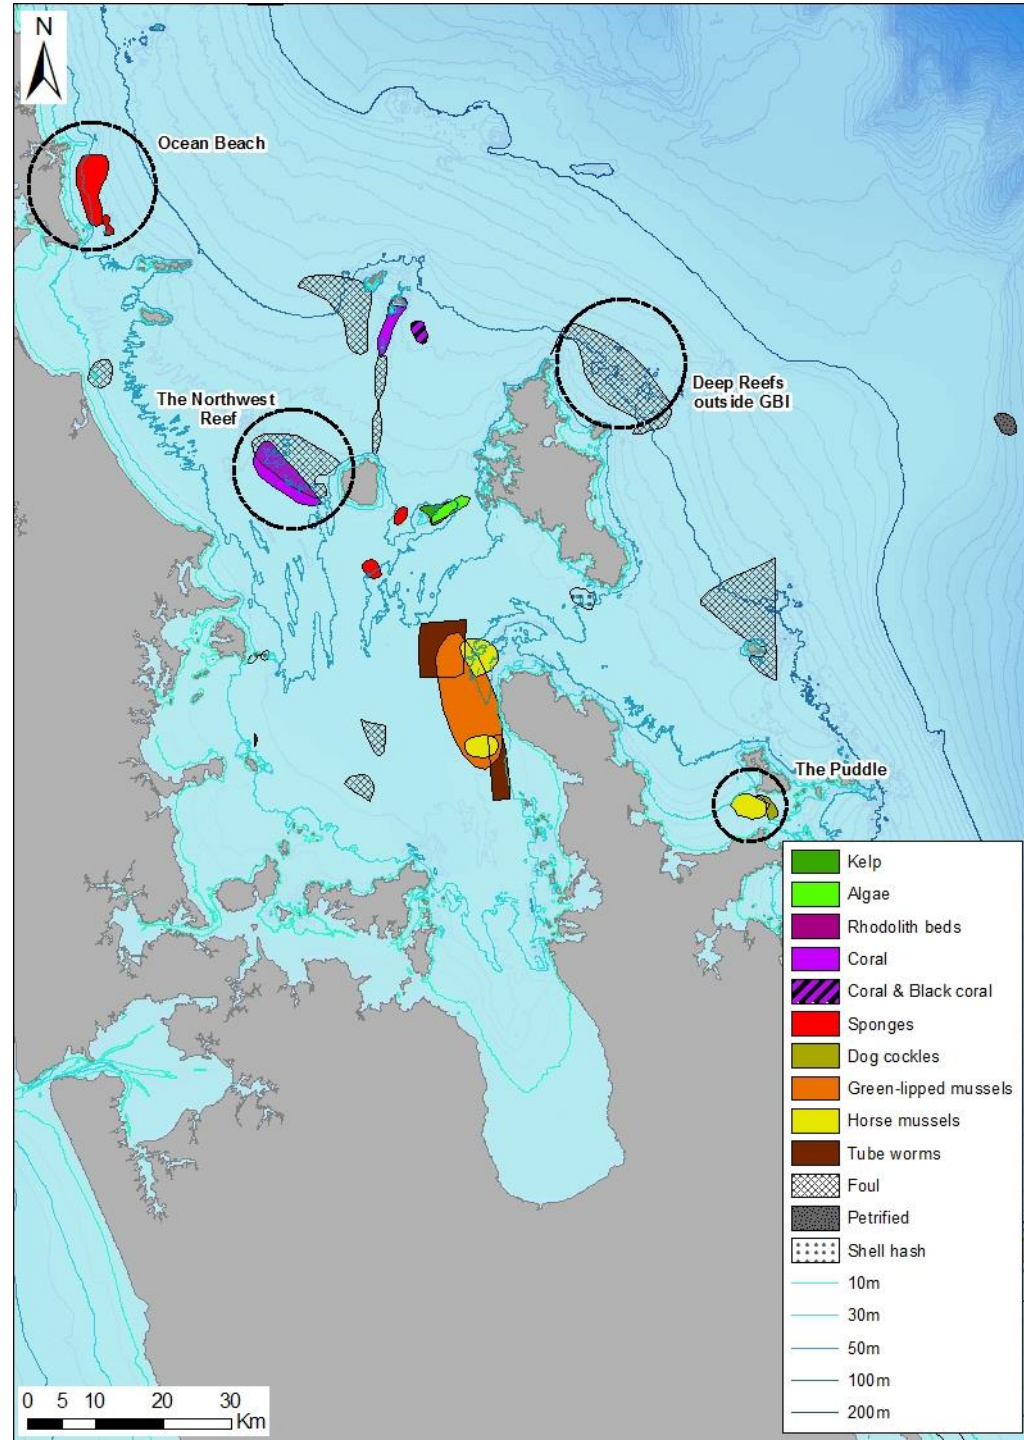 N
Ocean Beach
The Northwest
Reef
Deep Reefs
outside GBI
The Puddle
Kelp
Algae
Rhodolith beds
Coral
Coral & Black coral
Sponges
Dog cockles
Green-lipped mussels
Horse mussels
Tube worms
Foul
Petrified
Shell hash
10m
30m
50m
100m
200m
0 5 10 20 30
Km